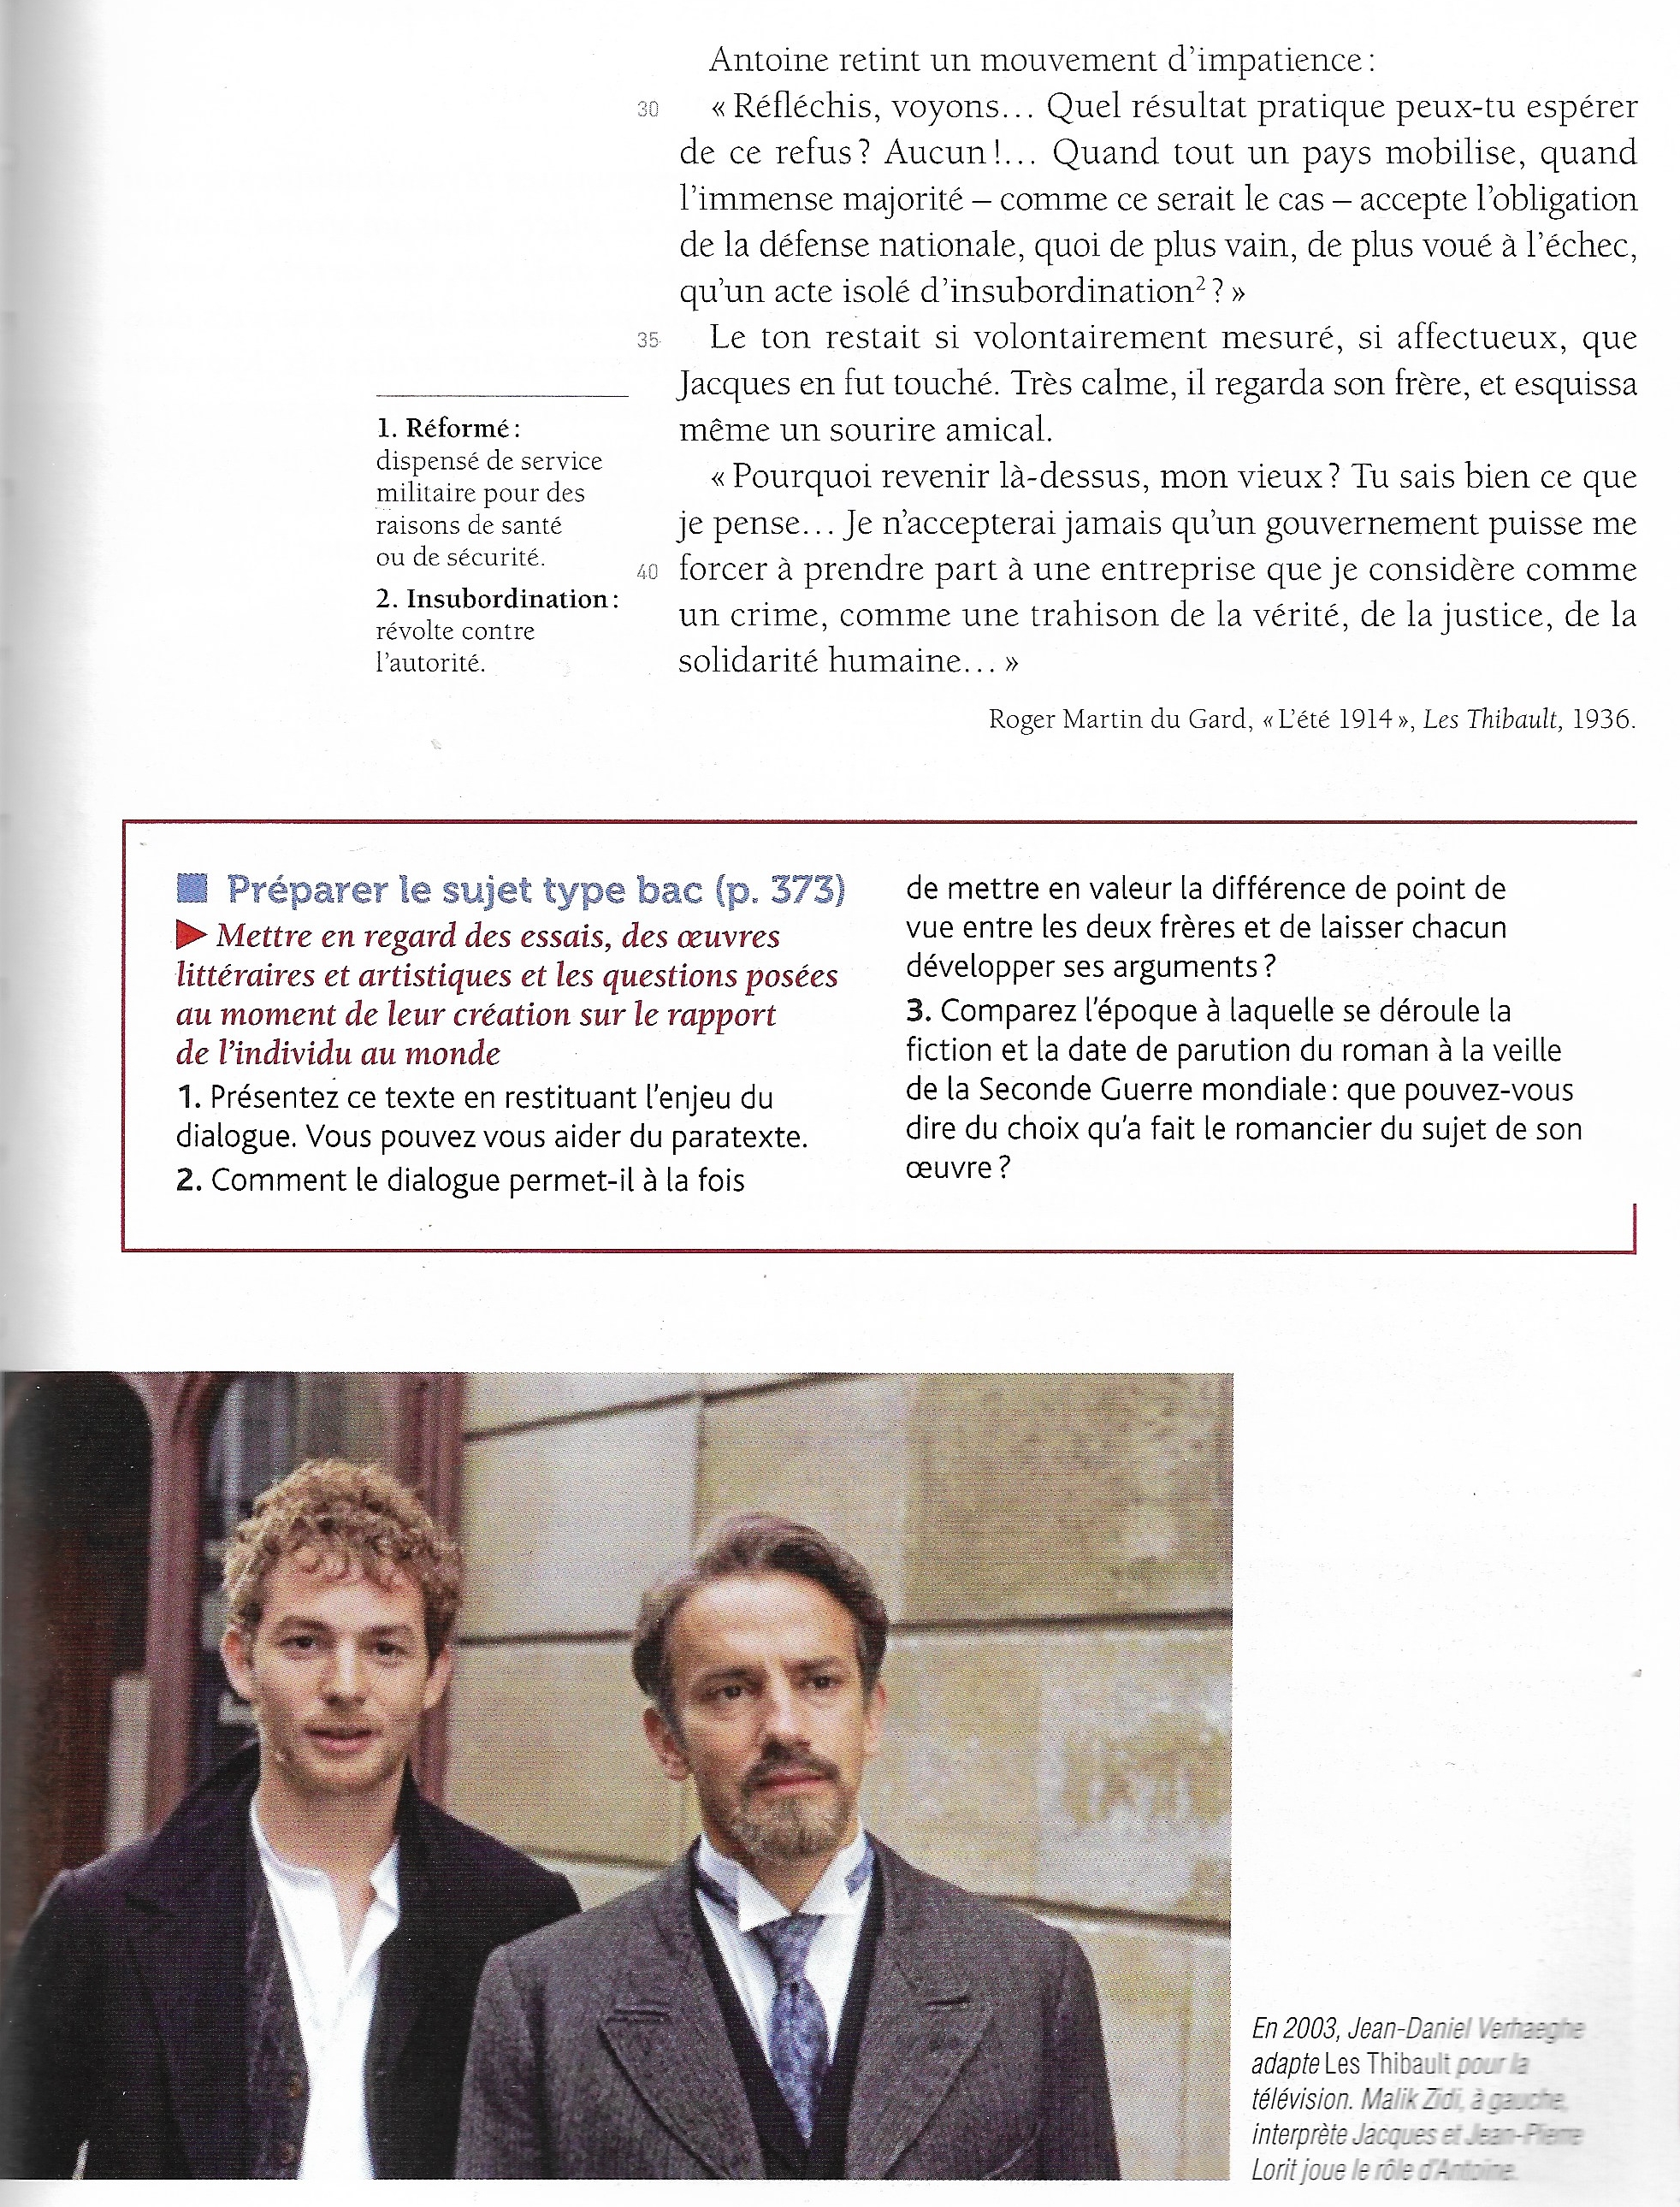 Antoine retint un mouvement d'impatience :
30 « Réfléchis, voyons... Quel résultat pratique peux-tu espérer
de ce refus ? Aucun !... Quand tout un pays mobilise, quand
l'immense majorité – comme ce serait le cas – accepte l'obligation
de la défense nationale, quoi de plus vain, de plus voué à l'échec,
qu'un acte isolé d'insubordination² ? »
35 Le ton restait si volontairement mesuré, si affectueux, que
Jacques en fut touché. Très calme, il regarda son frère, et esquissa
même un sourire amical.
« Pourquoi revenir là-dessus, mon vieux ? Tu sais bien ce que
je pense... Je n'accepterai jamais qu'un gouvernement puisse me
40 forcer à prendre part à une entreprise que je considère comme
un crime, comme une trahison de la vérité, de la justice, de la
solidarité humaine... »
Roger Martin du Gard, « L'été 1914 », Les Thibault, 1936.
1. Réformé :
dispensé de service
militaire pour des
raisons de santé
ou de sécurité.
2. Insubordination :
révolte contre
l'autorité.
Préparer le sujet type bac (p. 373)
Mettre en regard des essais, des œuvres
littéraires et artistiques et les questions posées
au moment de leur création sur le rapport
de l'individu au monde
1. Présentez ce texte en restituant l'enjeu du
dialogue. Vous pouvez vous aider du paratexte.
2. Comment le dialogue permet-il à la fois
de mettre en valeur la différence de point de
vue entre les deux frères et de laisser chacun
développer ses arguments ?
3. Comparez l'époque à laquelle se déroule la
fiction et la date de parution du roman à la veille
de la Seconde Guerre mondiale : que pouvez-vous
dire du choix qu'a fait le romancier du sujet de son
œuvre ?
En 2003, Jean-Daniel Verhaeghe
adapte Les Thibault pour la
télévision. Malik Zidi, à gauche,
interprète Jacques et Jean-Pierre
Lorit joue le rôle d'Antoine.